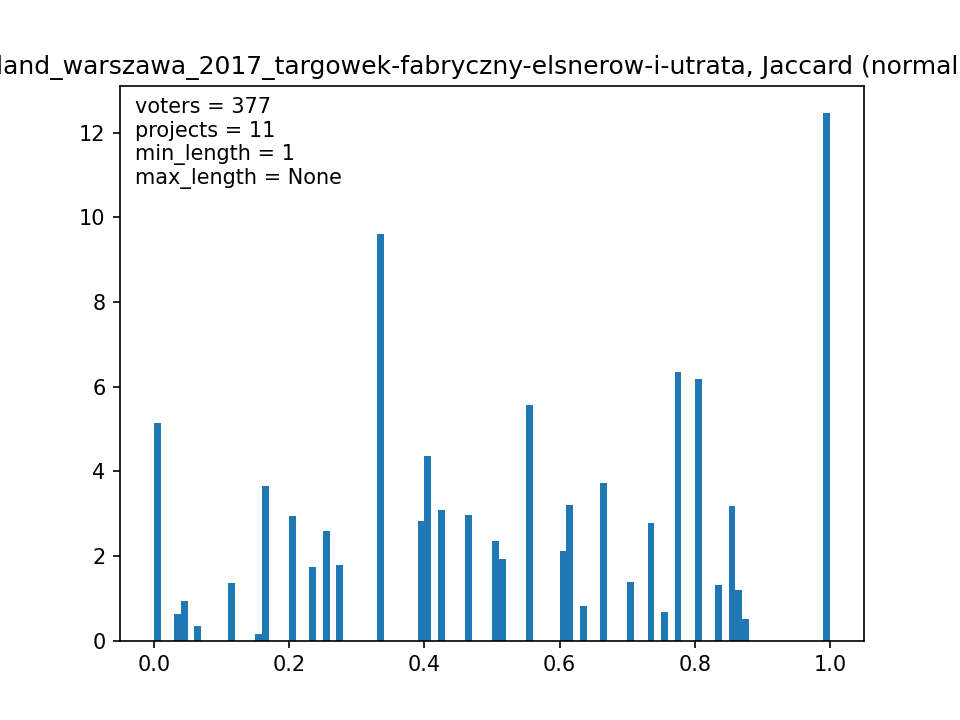 land_warszawa_2017_targowek-fabryczny-elsnerow-i-utrata, Jaccard (normal
voters = 377
projects = 11
min_length = 1
max_length = None
12
10
8
6
4
2
0
0.0 0.2 0.4 0.6 0.8 1.0